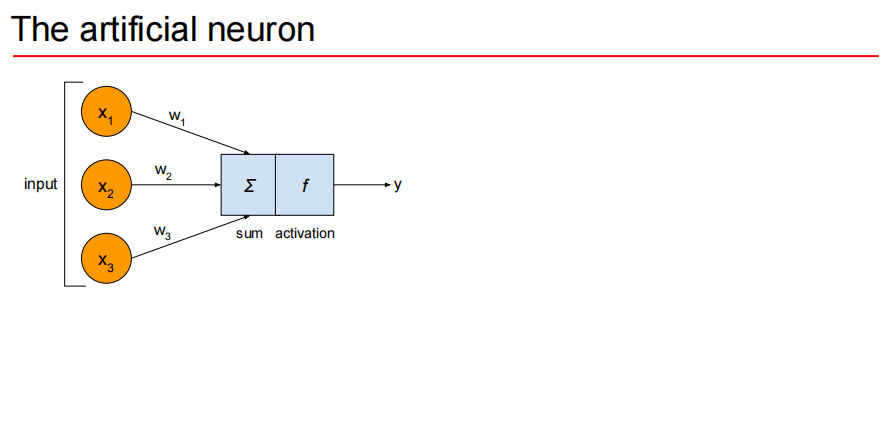 The artificial neuron
x1
w1
input
x2
w2
Σ
f
y
w3
sum
activation
x3